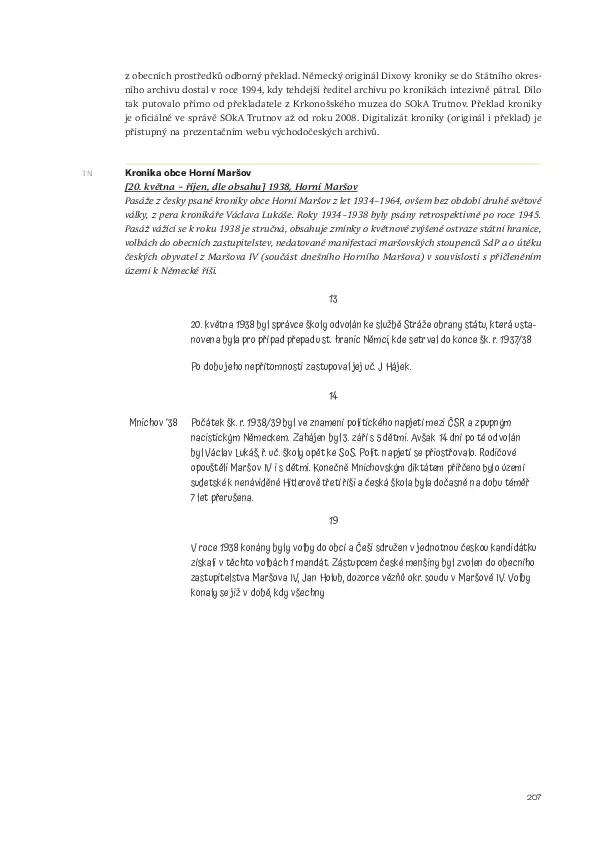 z obecních prostředků odborný překlad. Německý originál Dixovy kroniky se do Státního okres-
ního archivu dostal v roce 1994, kdy tehdejší ředitel archivu po kronikách intezivně pátral. Dílo
tak putovalo přímo od překladatele z Krkonošského muzea do SOkA Trutnov. Překlad kroniky
je oficiálně ve správě SOkA Trutnov až od roku 2008. Digitalizát kroniky (originál i překlad) je
přístupný na prezentačním webu východočeských archivů.
TN
Kronika obce Horní Maršov
[20. května – říjen, dle obsahu] 1938, Horní Maršov
Pasáže z česky psané kroniky obce Horní Maršov z let 1934–1964, ovšem bez období druhé světové
války, z pera kronikáře Václava Lukáše. Roky 1934–1938 byly psány retrospektivně po roce 1945.
Pasáž vážící se k roku 1938 je stručná, obsahuje zmínky o květnové zvýšené ostraze státní hranice,
volbách do obecních zastupitelstev, nedatované manifestaci maršovských stoupenců SdP a o útěku
českých obyvatel z Maršova IV (součást dnešního Horního Maršova) v souvislosti s přičleněním
území k Německé říši.
13
20. května 1938 byl správce školy odvolán ke službě Stráže obrany státu, která usta-
novena byla pro případ přepadu st. hranic Němci, kde setrval do konce šk. r. 1937/38
Po dobu jeho nepřítomnosti zastupoval jej uč. J Hájek.
14
Mnichov '38
Počátek šk. r. 1938/39 byl ve znamení politického napjetí mezi ČSR a zpupným
nacistickým Německem. Zahájen byl 3. září s 5 dětmi. Avšak 14 dní po té odvolán
byl Václav Lukáš, ř. uč. školy opět ke SoS. Polit. napjetí se přiostřovalo. Rodičové
opouštěli Maršov IV i s dětmi. Konečně Mnichovským diktátem přiřčeno bylo území
sudetské k nenáviděné Hitlerově třetí říši a česká škola byla dočasně na dobu téměř
7 let přerušena.
19
V roce 1938 konány byly volby do obcí a Češi sdružen v jednotnou českou kandidátku
získali v těchto volbách 1 mandát. Zástupcem české menšiny byl zvolen do obecního
zastupitelstva Maršova IV, Jan Holub, dozorce vězňů okr. soudu v Maršově IV. Volby
konaly se již v době, kdy všechny
207